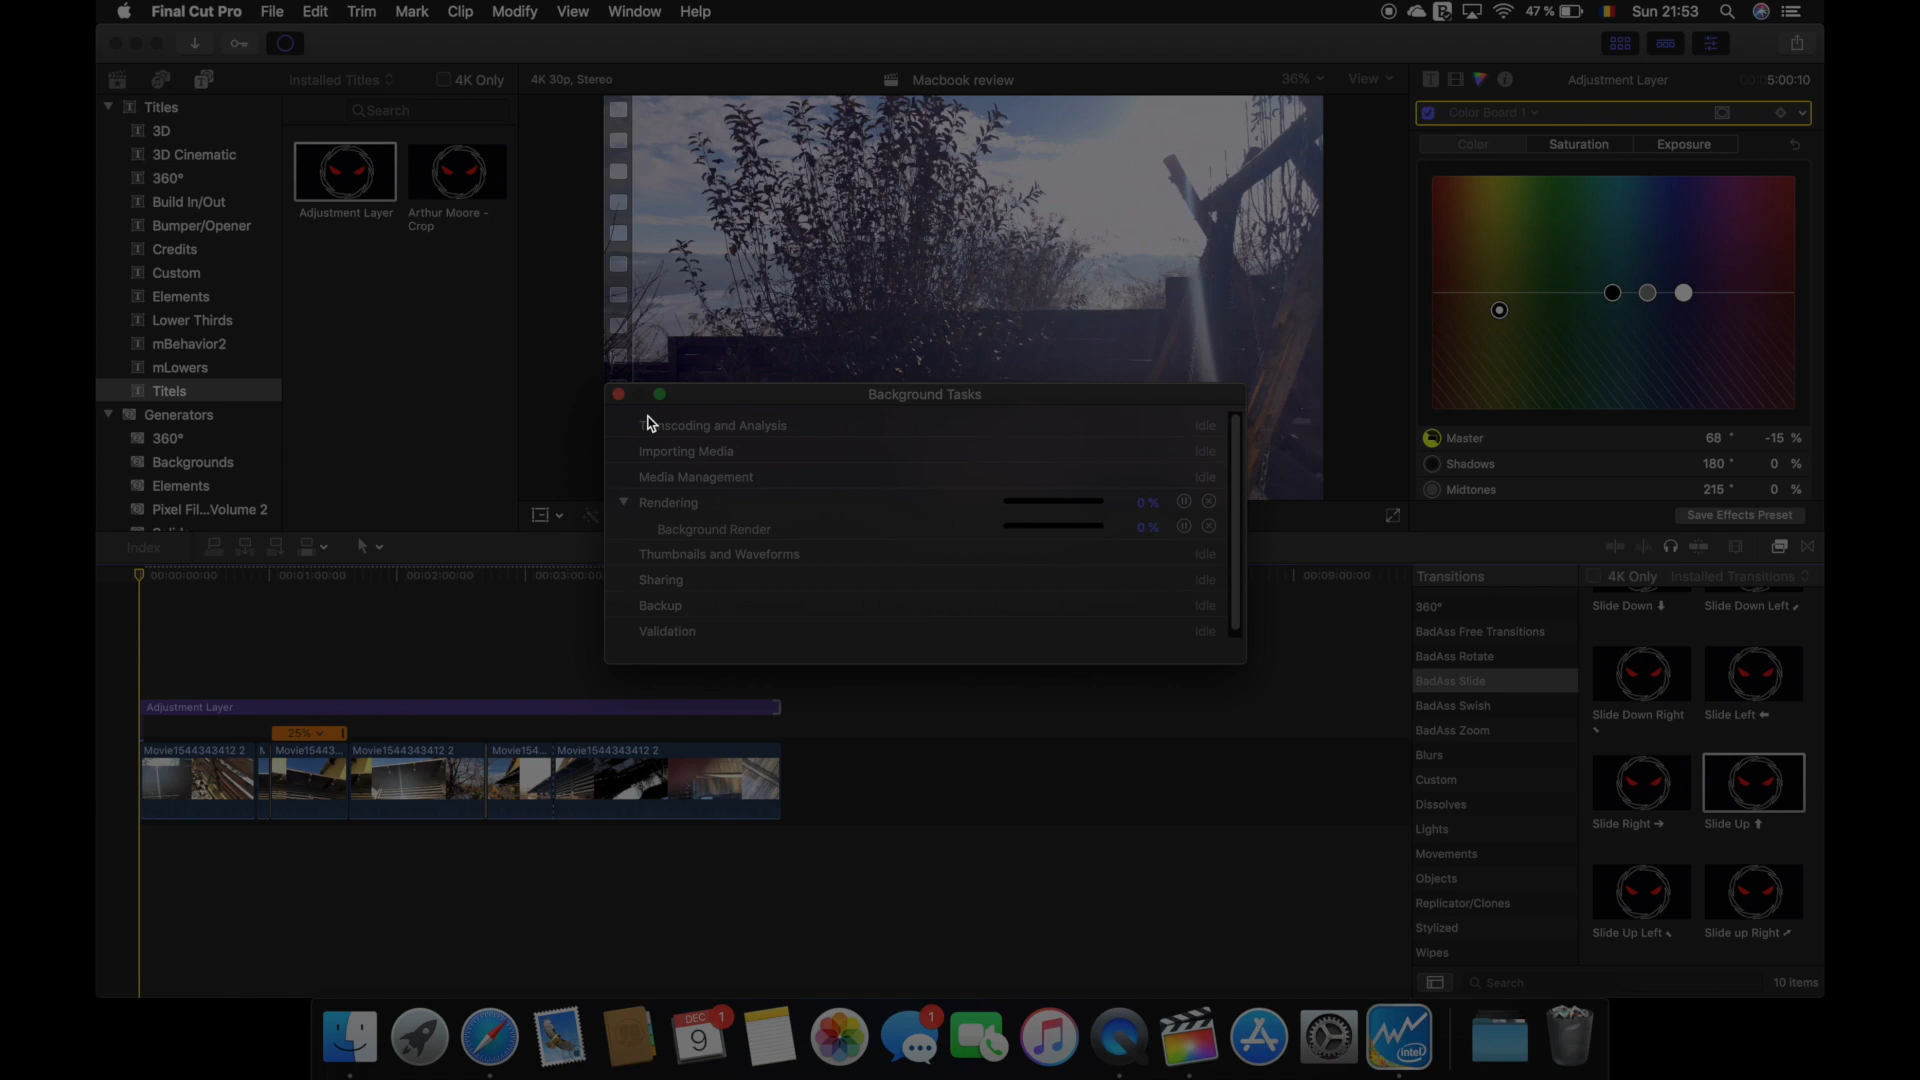 Final Cut Pro File Edit Trim Mark Clip Modify View Window Help 47 % Sun 21:53
Installed Titles 4K Only 4K 30p, Stereo Macbook review 36% View Adjustment Layer 5:00:10
Titles
Search
Color Board 1
3D
3D Cinematic
360°
Build In/Out
Bumper/Opener
Credits
Custom
Elements
Lower Thirds
mBehavior2
mLowers
Titels
Generators
360°
Backgrounds
Elements
Pixel Fil...Volume 2
Adjustment Layer
Arthur Moore -
Crop
Color Saturation Exposure
Master 68 ° -15 %
Shadows 180 ° 0 %
Midtones 215 ° 0 %
Save Effects Preset
Background Tasks
Idle
Importing Media Idle
Media Management Idle
Rendering 0 %
Background Render 0 %
Thumbnails and Waveforms Idle
Sharing Idle
Backup Idle
Validation Idle
Index
00:00:00:00 00:01:00:00 00:02:00:00 00:03:00:00 00:09:00:00
Adjustment Layer
25%
Movie1544343412 2 M Movie15443... Movie1544343412 2 Movie154... Movie1544343412 2
Transitions 4K Only Installed Transitions
360°
BadAss Free Transitions
BadAss Rotate
BadAss Slide
BadAss Swish
BadAss Zoom
Blurs
Custom
Dissolves
Lights
Movements
Objects
Replicator/Clones
Stylized
Wipes
Slide Down Slide Down Left
Slide Down Right Slide Left
Slide Right Slide Up
Slide Up Left Slide up Right
Search 10 items
DEC 1
9
1
intel